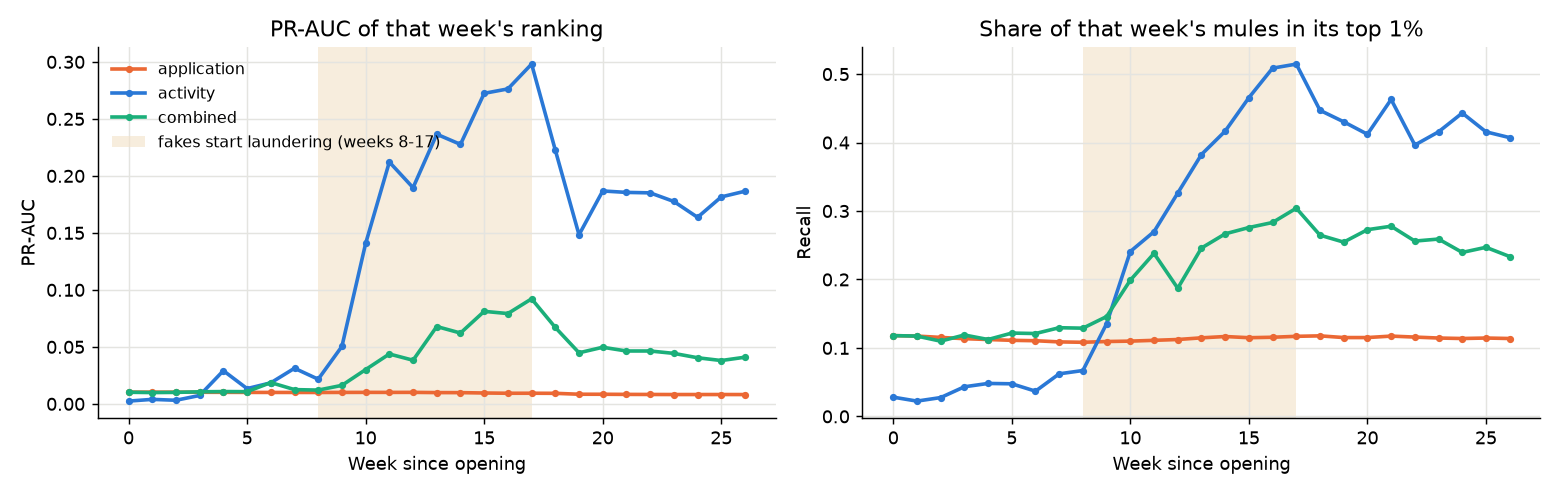 PR-AUC of that week's ranking
0.30
0.25
0.20
0.15
0.10
0.05
0.00
PR-AUC
application
activity
combined
fakes start laundering (weeks 8-17)
0 5 10 15 20 25
Week since opening
Share of that week's mules in its top 1%
0.5
0.4
0.3
0.2
0.1
0.0
Recall
0 5 10 15 20 25
Week since opening